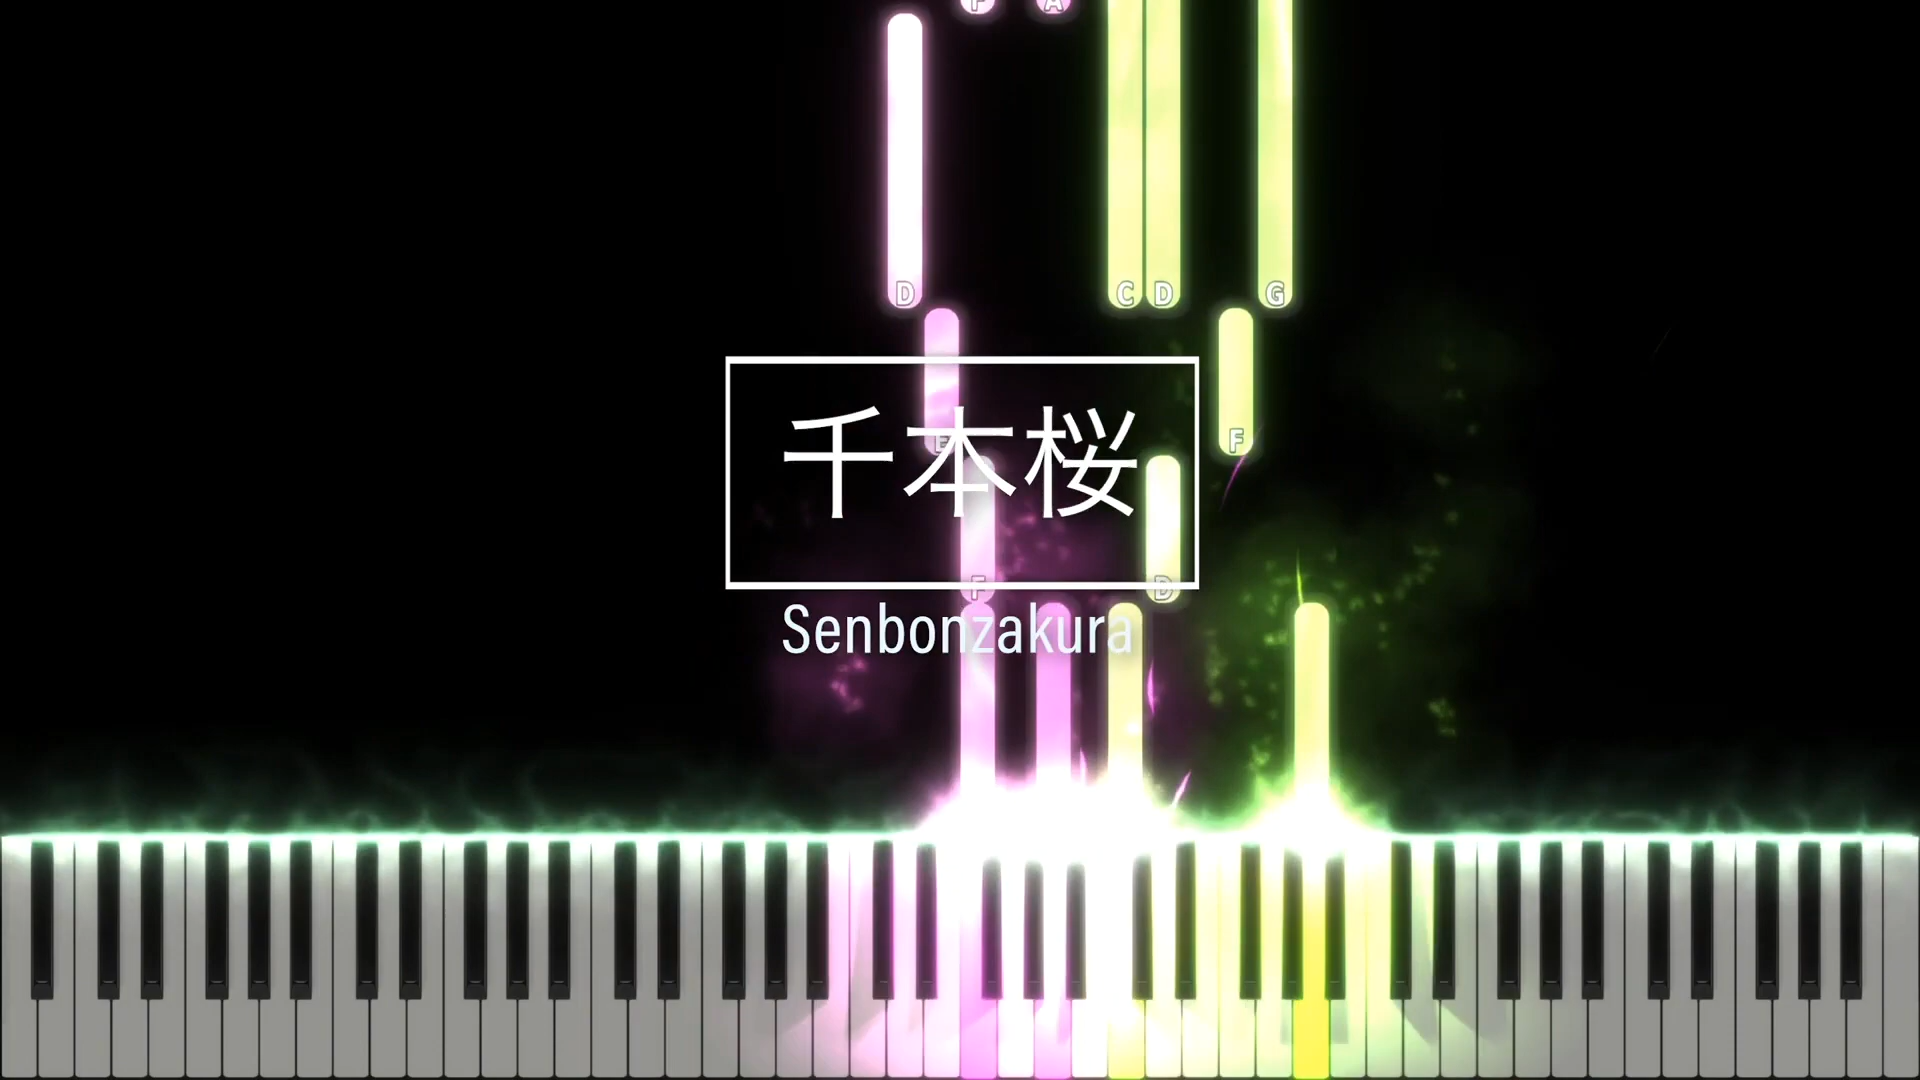 F A
D C D G
E F
千本桜
F D
Senbonzakura